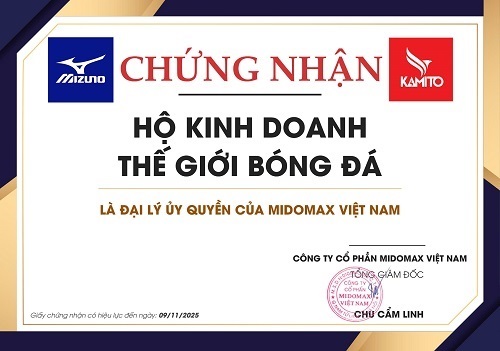 MIZUNO
CHỨNG NHẬN
KAMITO
HỘ KINH DOANH
THẾ GIỚI BÓNG ĐÁ
LÀ ĐẠI LÝ ỦY QUYỀN CỦA MIDOMAX VIỆT NAM
CÔNG TY CỔ PHẦN MIDOMAX VIỆT NAM
TỔNG GIÁM ĐỐC
CÔNG TY
CỔ PHẦN
MIDOMAX
VIỆT NAM
CHU CẨM LINH
Giấy chứng nhận có hiệu lực đến ngày: 09/11/2025